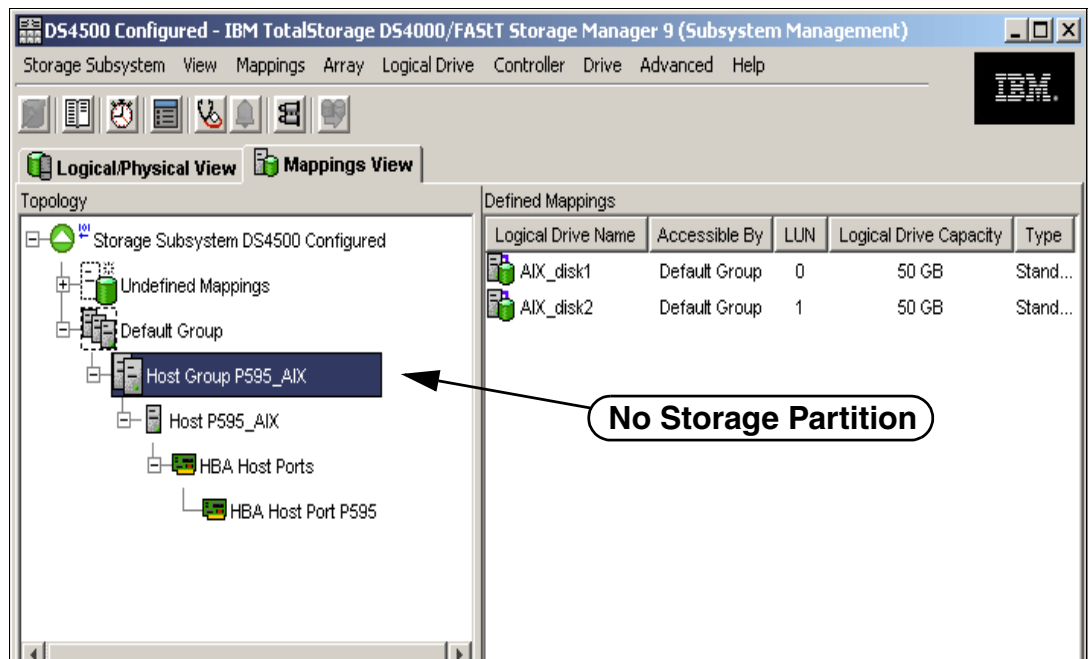 DS4500 Configured - IBM TotalStorage DS4000/FAStT Storage Manager 9 (Subsystem Management)
Storage Subsystem View Mappings Array Logical Drive Controller Drive Advanced Help
IBM.
Logical/Physical View Mappings View
Topology
Storage Subsystem DS4500 Configured
Undefined Mappings
Default Group
Host Group P595_AIX
Host P595_AIX
HBA Host Ports
HBA Host Port P595
Defined Mappings
Logical Drive Name Accessible By LUN Logical Drive Capacity Type
AIX_disk1 Default Group 0 50 GB Stand...
AIX_disk2 Default Group 1 50 GB Stand...
No Storage Partition